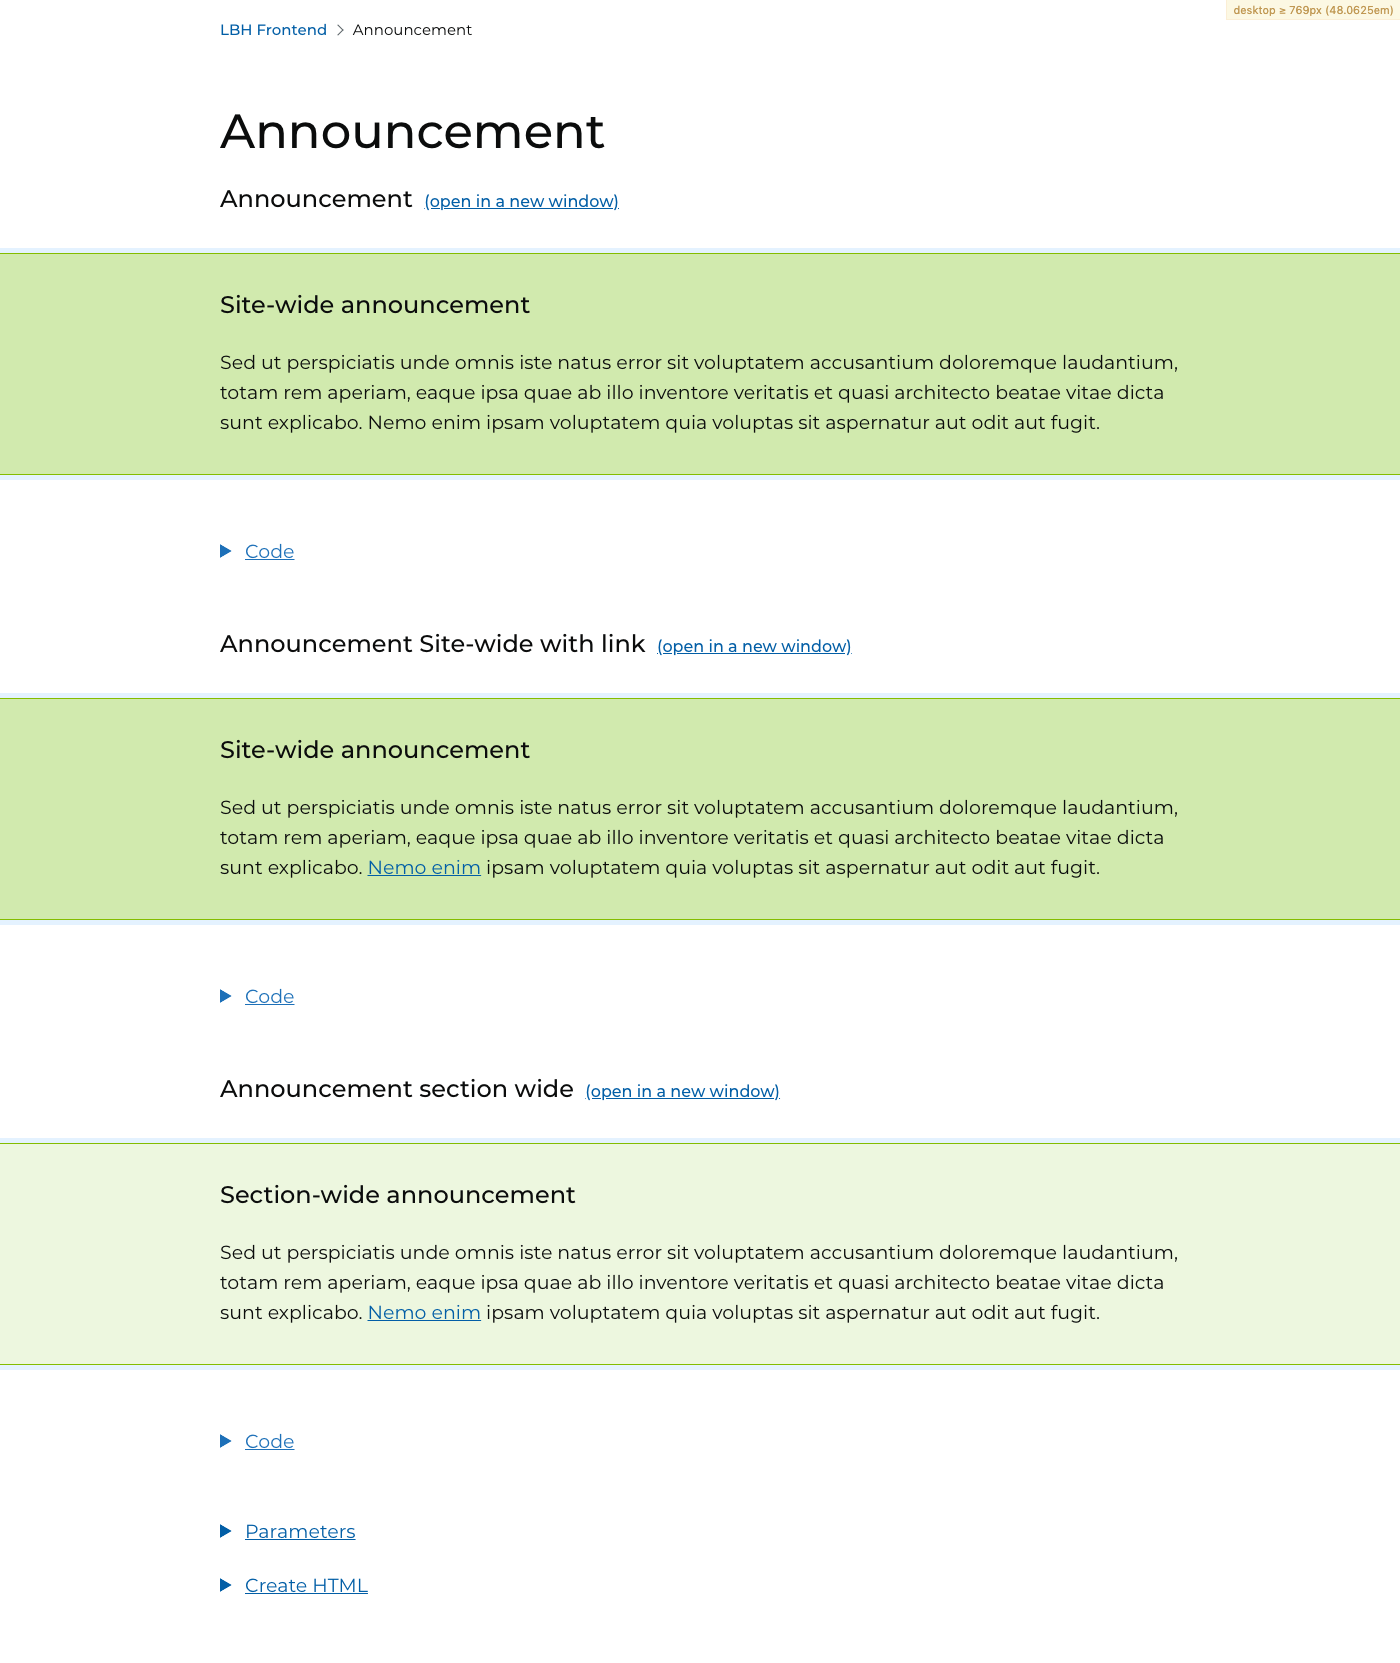 desktop ≥ 769px (48.0625em)
LBH Frontend > Announcement
Announcement
Announcement (open in a new window)
Site-wide announcement
Sed ut perspiciatis unde omnis iste natus error sit voluptatem accusantium doloremque laudantium,
totam rem aperiam, eaque ipsa quae ab illo inventore veritatis et quasi architecto beatae vitae dicta
sunt explicabo. Nemo enim ipsam voluptatem quia voluptas sit aspernatur aut odit aut fugit.
Code
Announcement Site-wide with link (open in a new window)
Site-wide announcement
Sed ut perspiciatis unde omnis iste natus error sit voluptatem accusantium doloremque laudantium,
totam rem aperiam, eaque ipsa quae ab illo inventore veritatis et quasi architecto beatae vitae dicta
sunt explicabo. Nemo enim ipsam voluptatem quia voluptas sit aspernatur aut odit aut fugit.
Code
Announcement section wide (open in a new window)
Section-wide announcement
Sed ut perspiciatis unde omnis iste natus error sit voluptatem accusantium doloremque laudantium,
totam rem aperiam, eaque ipsa quae ab illo inventore veritatis et quasi architecto beatae vitae dicta
sunt explicabo. Nemo enim ipsam voluptatem quia voluptas sit aspernatur aut odit aut fugit.
Code
Parameters
Create HTML